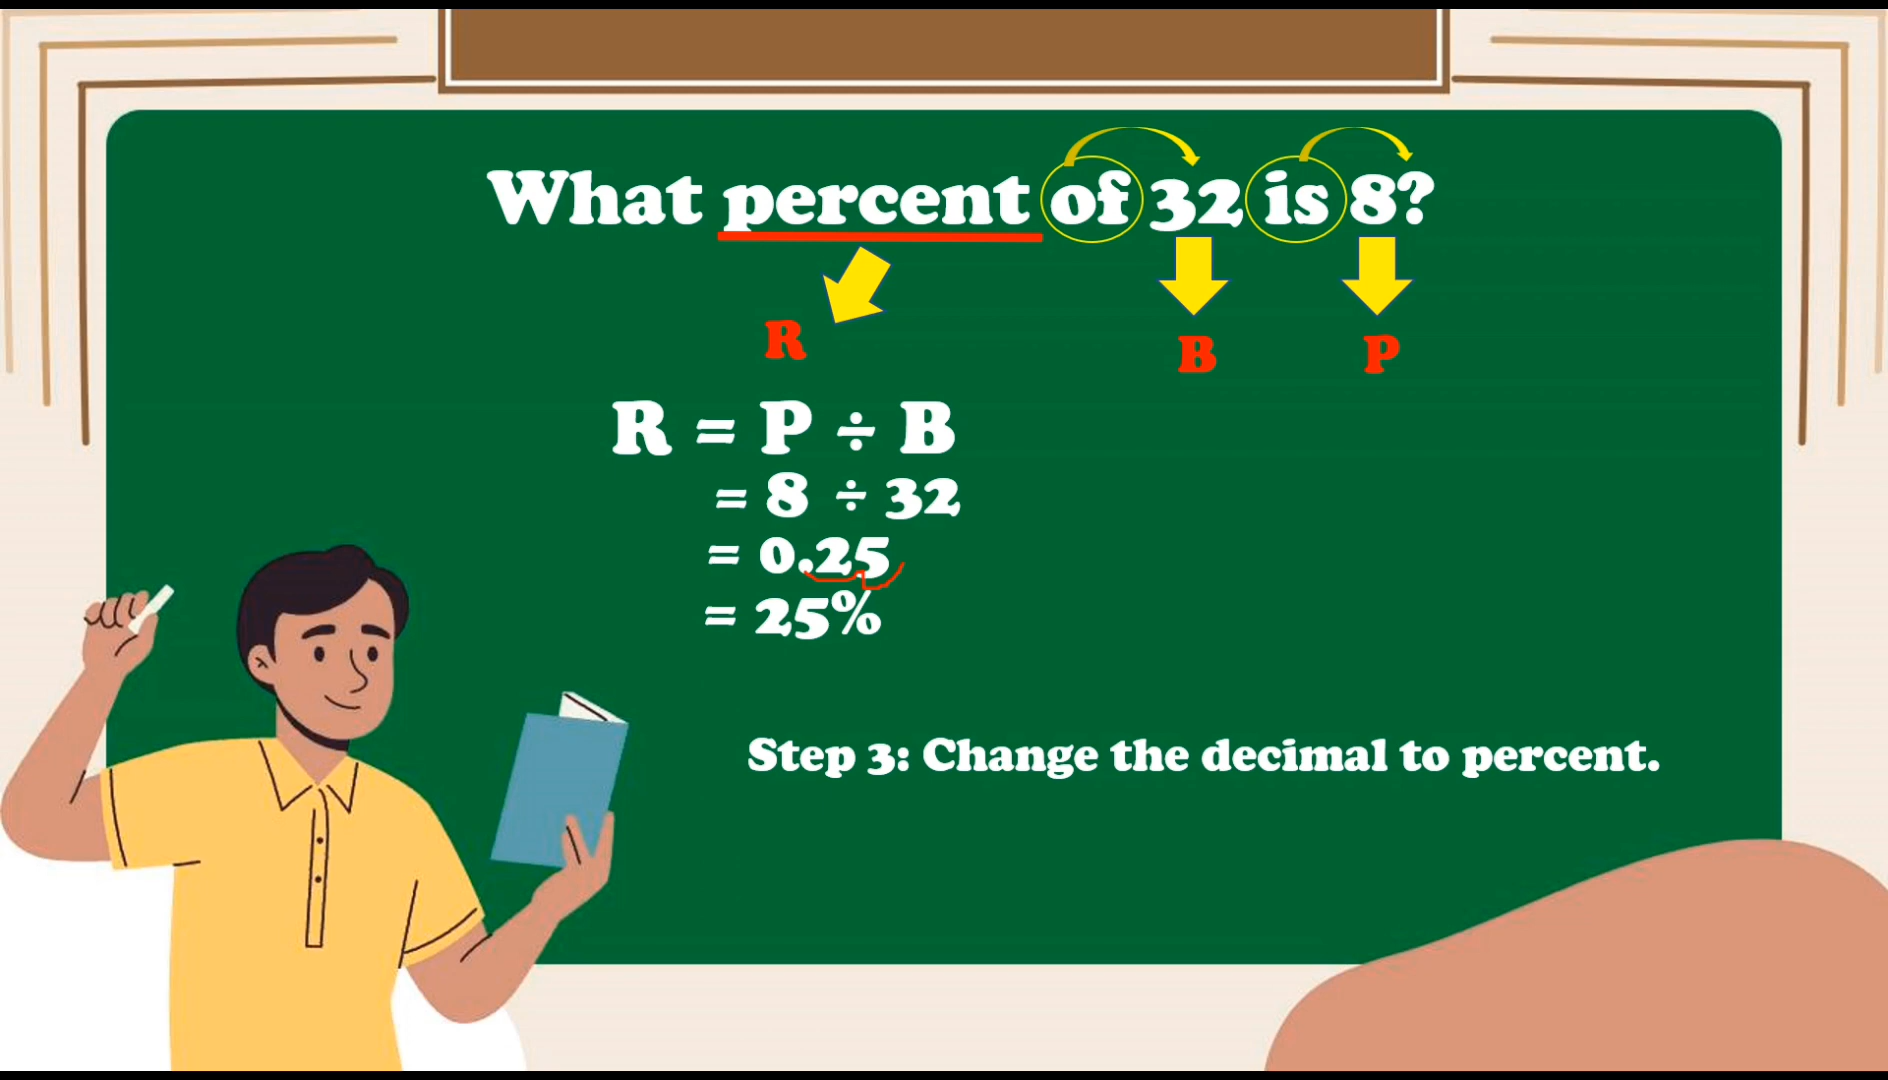 What percent of 32 is 8?
R B P
R = P ÷ B
= 8 ÷ 32
= 0.25
= 25%
Step 3: Change the decimal to percent.